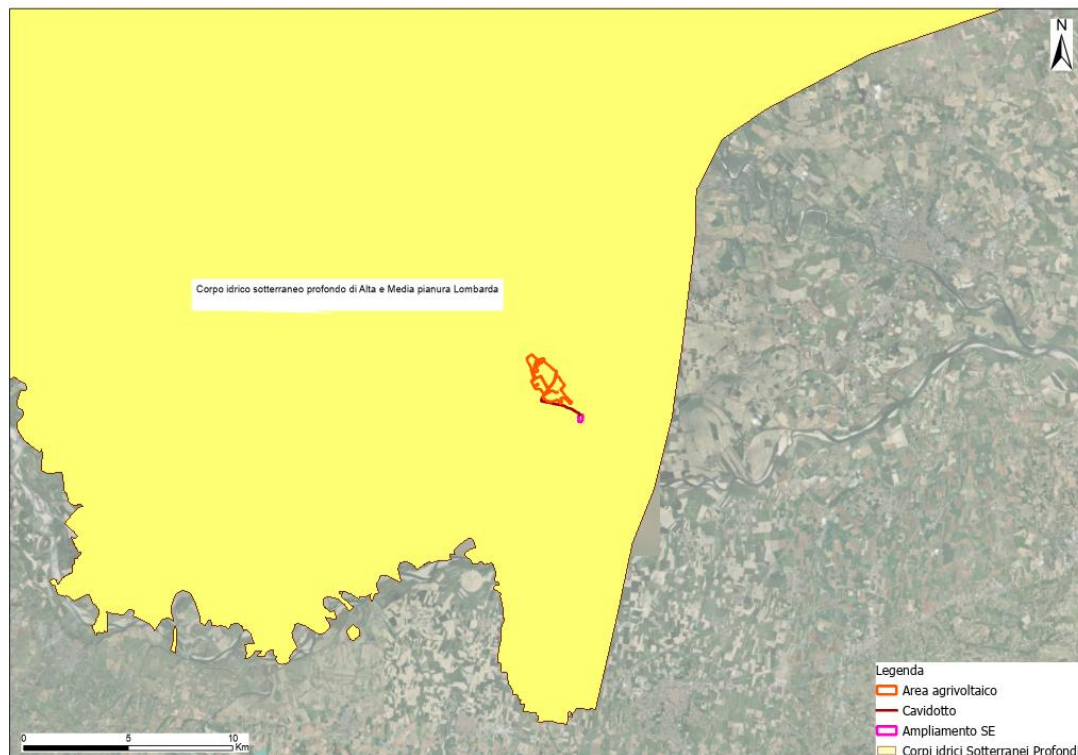 N
Corpo idrico sotterraneo profondo di Alta e Media pianura Lombarda
Legenda
Area agrivoltaico
Cavidotto
Ampliamento SE
Corpi idrici Sotterranei Profond
0 5 10
Km